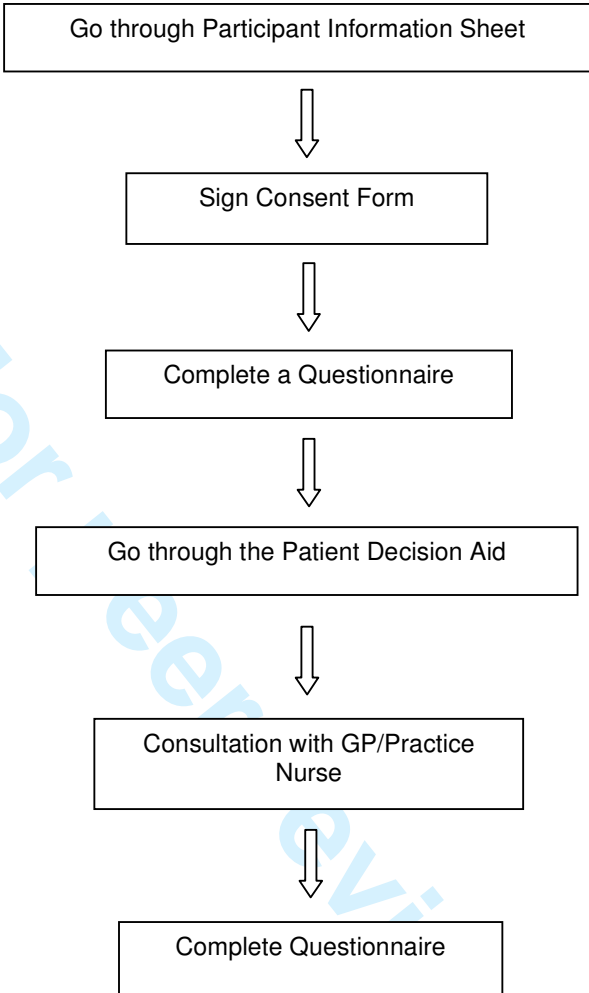 Go through Participant Information Sheet
Sign Consent Form
Complete a Questionnaire
Go through the Patient Decision Aid
Consultation with GP/Practice
Nurse
Complete Questionnaire